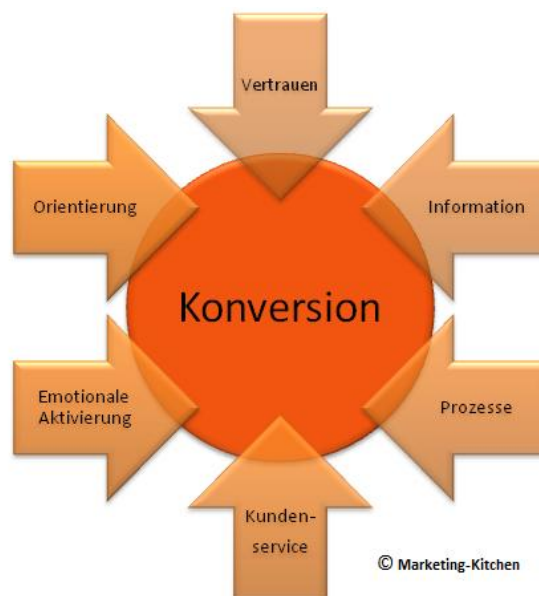 Vertrauen
Orientierung
Information
Konversion
Emotionale
Aktivierung
Prozesse
Kunden-
service
© Marketing-Kitchen